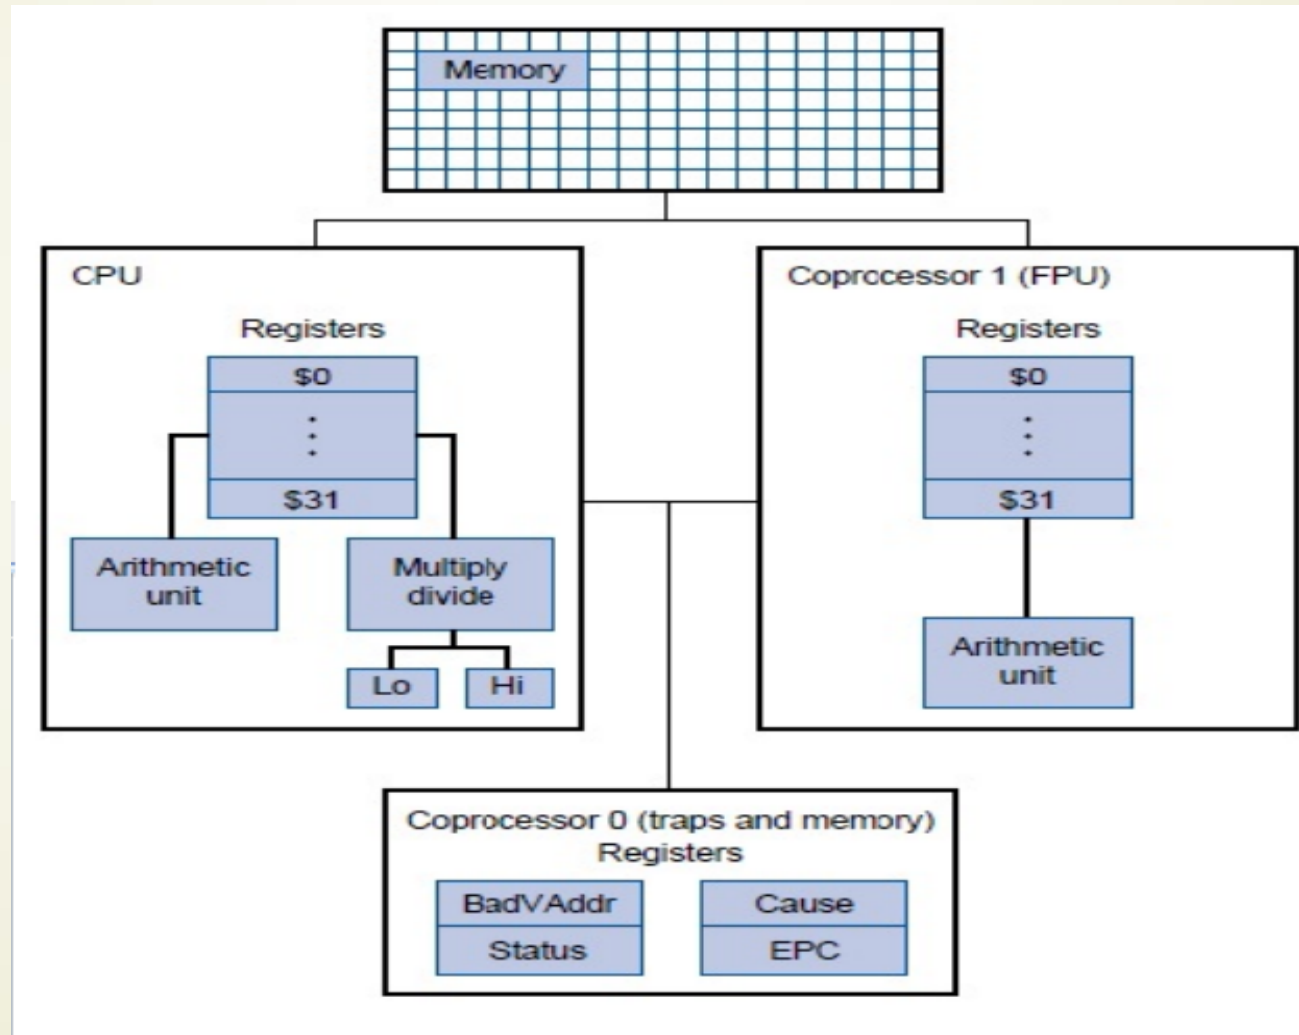 Memory
CPU
Registers
$0
$31
Arithmetic
unit
Multiply
divide
Lo
Hi
Coprocessor 1 (FPU)
Registers
$0
$31
Arithmetic
unit
Coprocessor 0 (traps and memory)
Registers
BadVAddr
Status
Cause
EPC